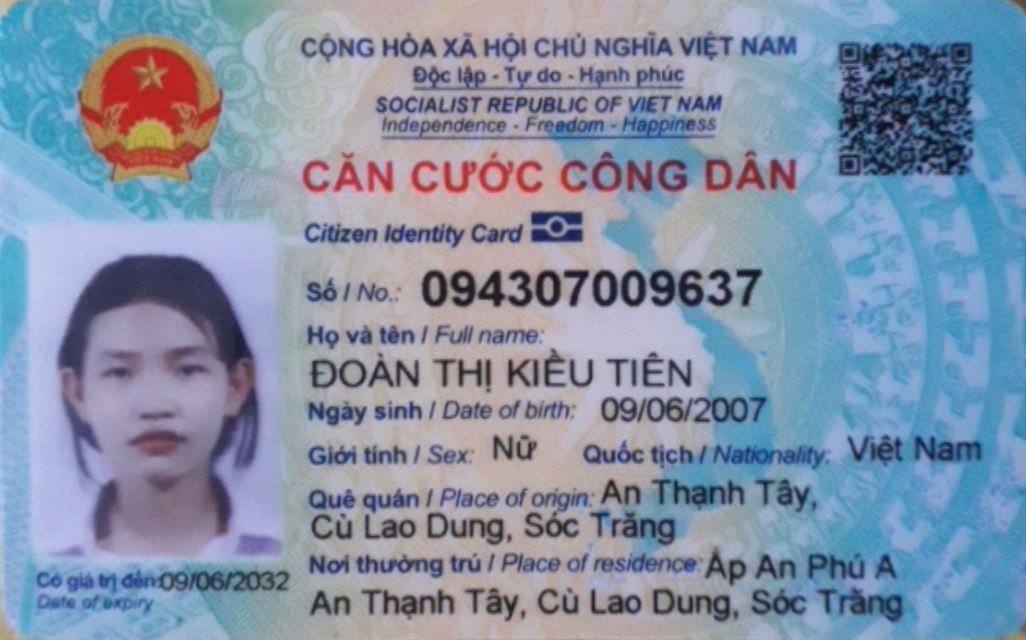 CỘNG HÒA XÃ HỘI CHỦ NGHĨA VIỆT NAM
Độc lập - Tự do - Hạnh phúc
SOCIALIST REPUBLIC OF VIET NAM
Independence - Freedom - Happiness
CĂN CƯỚC CÔNG DÂN
Citizen Identity Card
Số / No.: 094307009637
Họ và tên / Full name:
ĐOÀN THỊ KIỀU TIÊN
Ngày sinh / Date of birth: 09/06/2007
Giới tính / Sex: Nữ Quốc tịch / Nationality: Việt Nam
Quê quán / Place of origin: An Thạnh Tây,
Cù Lao Dung, Sóc Trăng
Nơi thường trú / Place of residence: Ấp An Phú A
An Thạnh Tây, Cù Lao Dung, Sóc Trăng
Có giá trị đến: 09/06/2032
Date of expiry